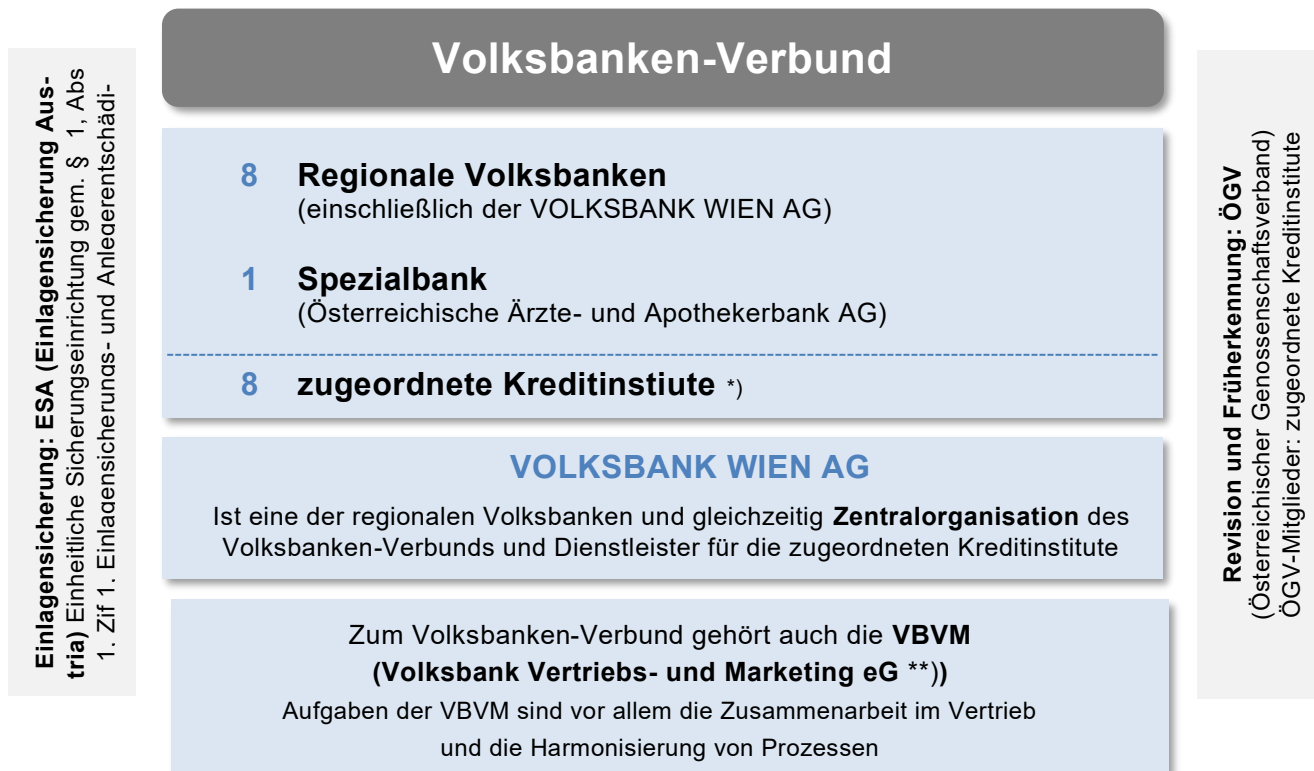 Einlagensicherung: ESA (Einlagensicherung Aus-
tria) Einheitliche Sicherungseinrichtung gem. § 1, Abs
1. Zif 1. Einlagensicherungs- und Anlegerentschädi-
Volksbanken-Verbund
8 Regionale Volksbanken
(einschließlich der VOLKSBANK WIEN AG)
1 Spezialbank
(Österreichische Ärzte- und Apothekerbank AG)
8 zugeordnete Kreditinstiute *)
VOLKSBANK WIEN AG
Ist eine der regionalen Volksbanken und gleichzeitig Zentralorganisation des
Volksbanken-Verbunds und Dienstleister für die zugeordneten Kreditinstitute
Zum Volksbanken-Verbund gehört auch die VBVM
(Volksbank Vertriebs- und Marketing eG **))
Aufgaben der VBVM sind vor allem die Zusammenarbeit im Vertrieb
und die Harmonisierung von Prozessen
Revision und Früherkennung: ÖGV
(Österreichischer Genossenschaftsverband)
ÖGV-Mitglieder: zugeordnete Kreditinstitute